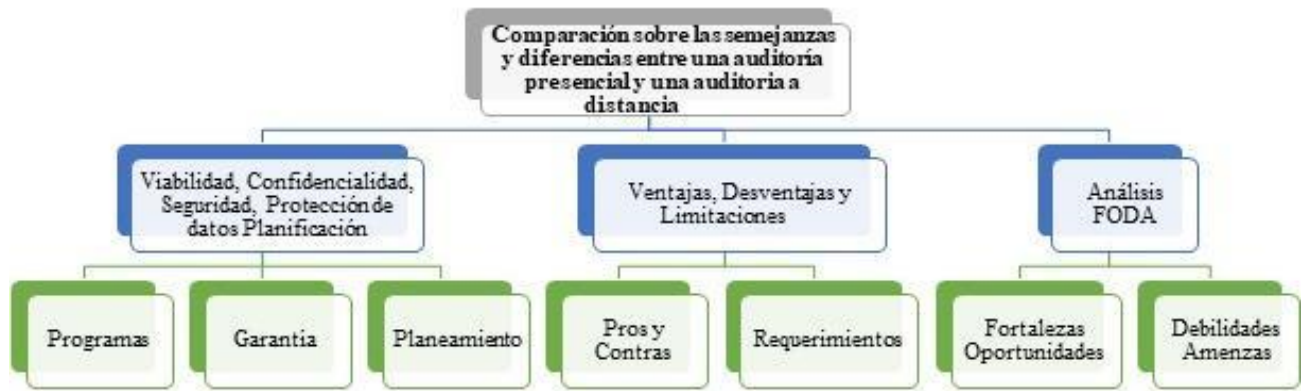 Comparación sobre las semejanzas
y diferencias entre una auditoría
presencial y una auditoria a
distancia
Viabilidad, Confidencialidad,
Seguridad, Protección de
datos Planificación
Ventajas, Desventajas y
Limitaciones
Análisis
FODA
Programas
Garantia
Planeamiento
Pros y
Contras
Requerimientos
Fortalezas
Oportunidades
Debilidades
Amenzas